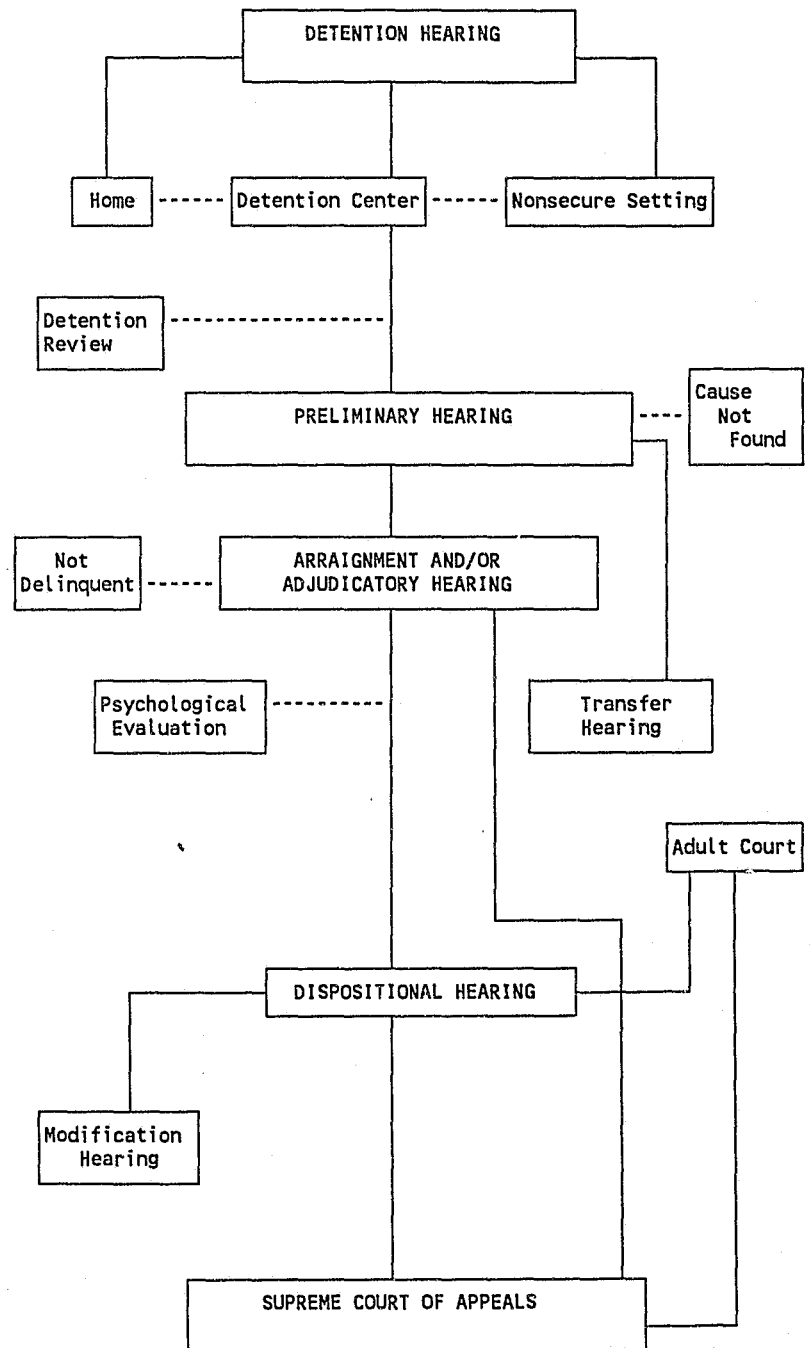 DETENTION HEARING
Home
Detention Center
Nonsecure Setting
Detention
Review
PRELIMINARY HEARING
Cause
Not
Found
Not
Delinquent
ARRAIGNMENT AND/OR
ADJUDICATORY HEARING
Psychological
Evaluation
Transfer
Hearing
Adult Court
DISPOSITIONAL HEARING
Modification
Hearing
SUPREME COURT OF APPEALS